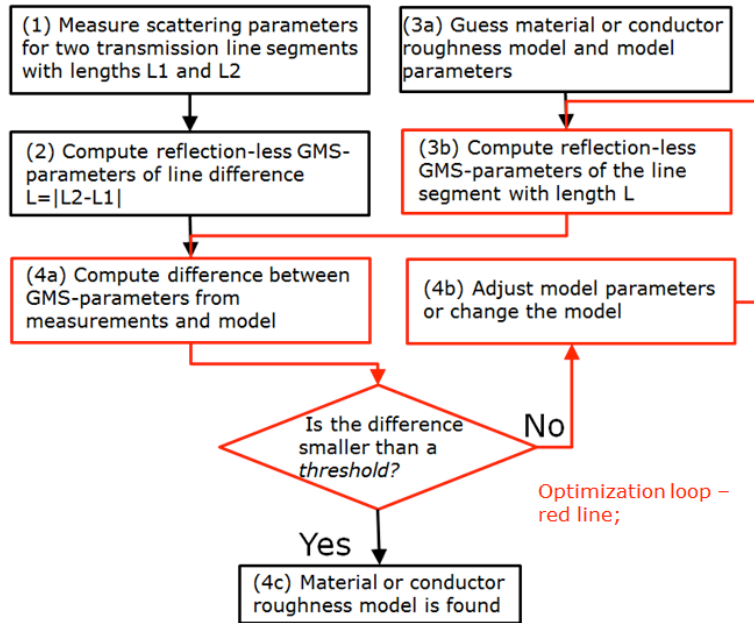 (1) Measure scattering parameters
for two transmission line segments
with lengths L1 and L2
(3a) Guess material or conductor
roughness model and model
parameters
(2) Compute reflection-less GMS-
parameters of line difference
L=|L2-L1|
(3b) Compute reflection-less
GMS-parameters of the line
segment with length L
(4a) Compute difference between
GMS-parameters from
measurements and model
(4b) Adjust model parameters
or change the model
Is the difference
smaller than a
threshold?
No
Optimization loop –
red line;
Yes
(4c) Material or conductor
roughness model is found